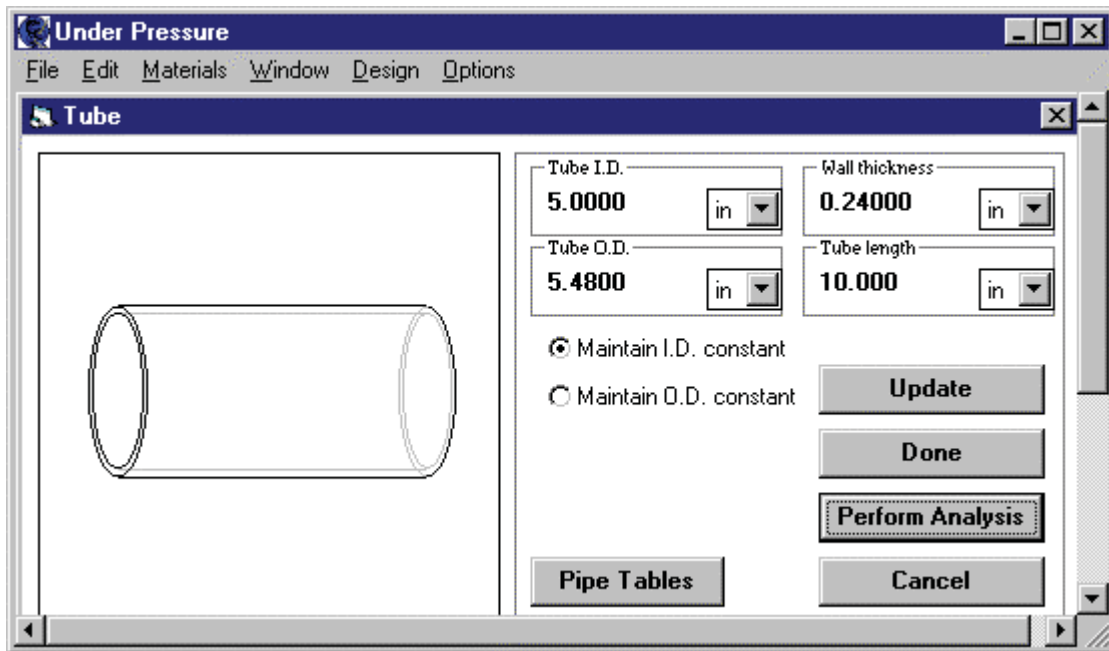 Under Pressure
File Edit Materials Window Design Options
Tube
Tube I.D.
5.0000 in
Wall thickness
0.24000 in
Tube O.D.
5.4800 in
Tube length
10.000 in
Maintain I.D. constant
Maintain O.D. constant
Update
Done
Perform Analysis
Pipe Tables
Cancel